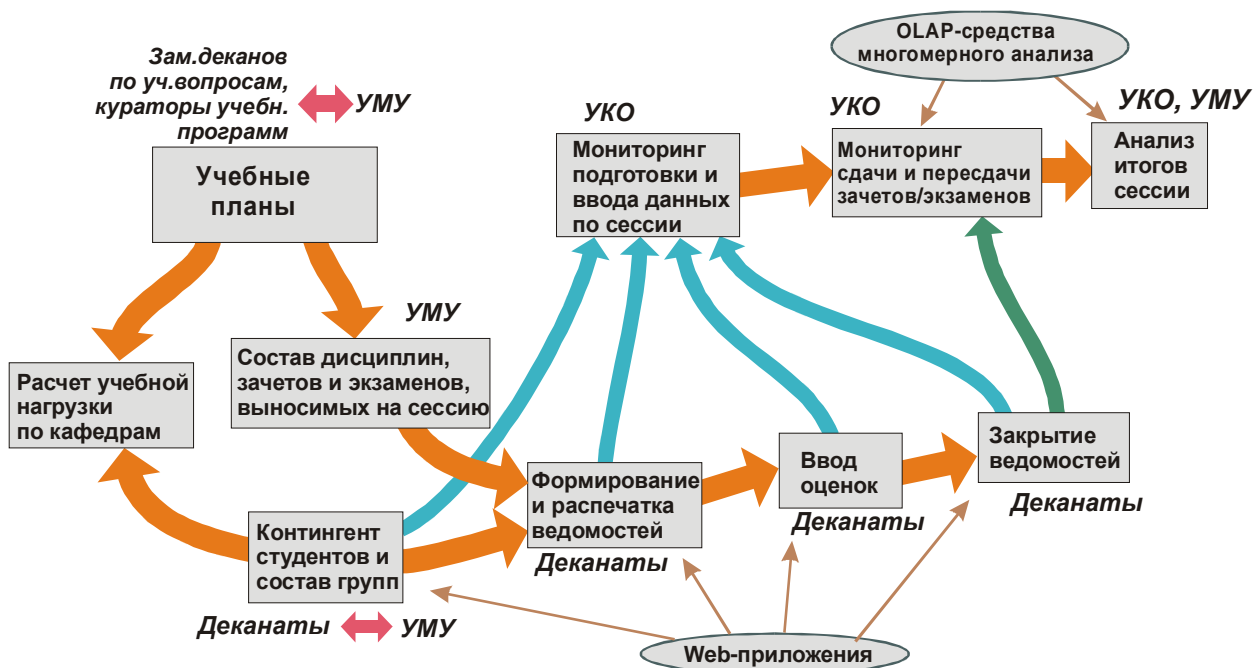 OLAP-средства
многомерного анализа
Зам.деканов
по уч.вопросам,
кураторы учебн.
программ
УМУ
Учебные
планы
УКО
Мониторинг
подготовки и
ввода данных
по сессии
УКО
Мониторинг
сдачи и пересдачи
зачетов/экзаменов
УКО, УМУ
Анализ
итогов
сессии
УМУ
Состав дисциплин,
зачетов и экзаменов,
выносимых на сессию
Расчет учебной
нагрузки
по кафедрам
Контингент
студентов и
состав групп
Деканаты
УМУ
Формирование
и распечатка
ведомостей
Деканаты
Ввод
оценок
Деканаты
Закрытие
ведомостей
Деканаты
Web-приложения